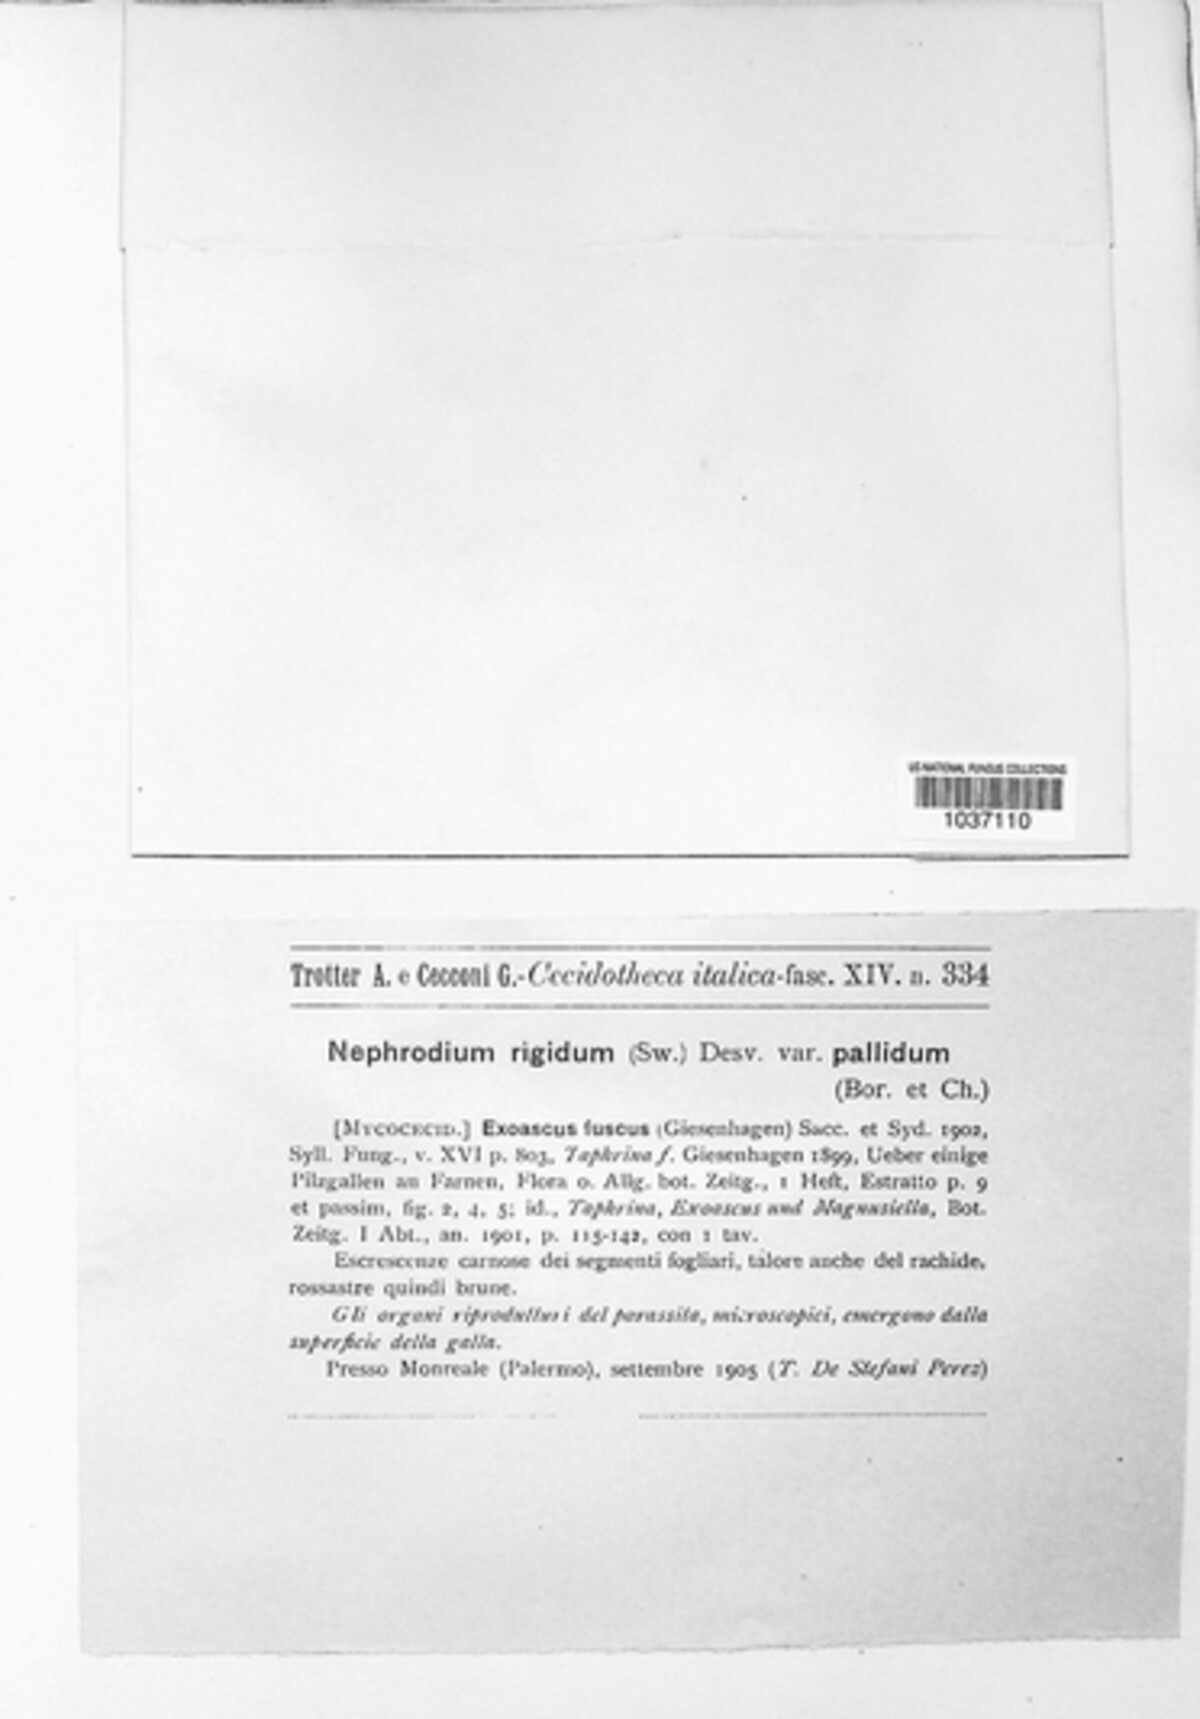 US NATIONAL FUNGUS COLLECTIONS
1037110
Trotter A. e Cecconi G.-Cecidotheca italica-fasc. XIV. n. 334
Nephrodium rigidum (Sw.) Desv. var. pallidum
(Bor. et Ch.)
[Mycocecid.] Exoascus fuscus (Giesenhagen) Sacc. et Syd. 1902,
Syll. Fung., v. XVI p. 803, Taphrina f. Giesenhagen 1899, Ueber einige
Pilzgallen an Farnen, Flora o. Allg. bot. Zeitg., 1 Heft, Estratto p. 9
et passim, fig. 2, 4, 5; id., Taphrina, Exoascus und Magnusiella, Bot.
Zeitg. I Abt., an. 1901, p. 115-142, con 1 tav.
Escrescenze carnose dei segmenti fogliari, talore anche del rachide,
rossastre quindi brune.
Gli organi riproduttori del parassita, microscopici, emergono dalla
superficie della galla.
Presso Monreale (Palermo), settembre 1905 (T. De Stefani Perez)